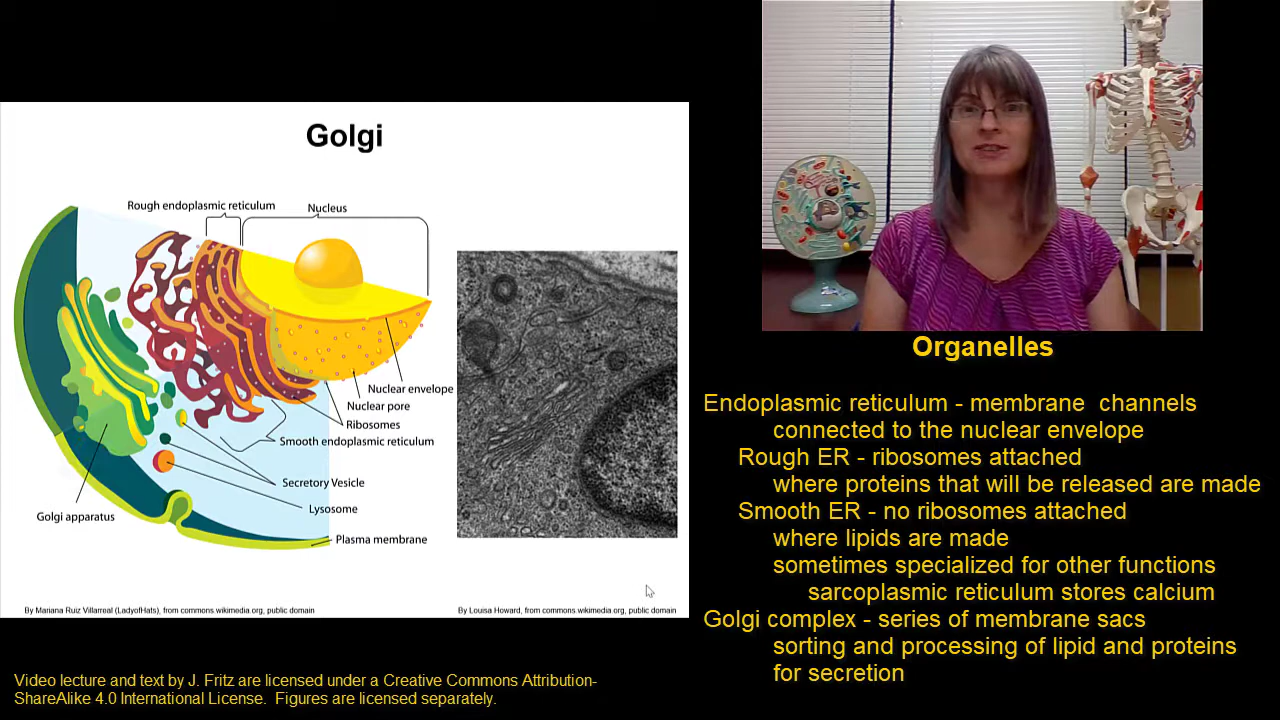 Golgi
Rough endoplasmic reticulum
Nucleus
Nuclear envelope
Nuclear pore
Ribosomes
Smooth endoplasmic reticulum
Secretory Vesicle
Lysosome
Golgi apparatus
Plasma membrane
By Mariana Ruiz Villarreal (LadyofHats), from commons wikimedia.org, public domain
By Louisa Howard, from commons wikimedia.org, public domain
Organelles
Endoplasmic reticulum - membrane channels
connected to the nuclear envelope
Rough ER - ribosomes attached
where proteins that will be released are made
Smooth ER - no ribosomes attached
where lipids are made
sometimes specialized for other functions
sarcoplasmic reticulum stores calcium
Golgi complex - series of membrane sacs
sorting and processing of lipid and proteins
for secretion
Video lecture and text by J. Fritz are licensed under a Creative Commons Attribution-
ShareAlike 4.0 International License. Figures are licensed separately.